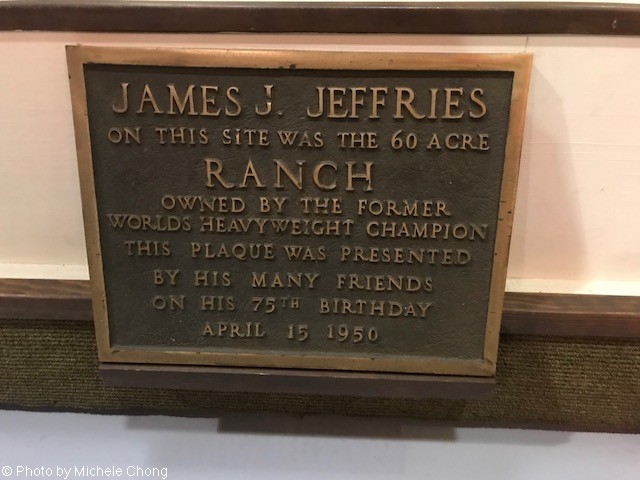 JAMES J. JEFFRIES
ON THIS SITE WAS THE 60 ACRE
RANCH
OWNED BY THE FORMER
WORLDS HEAVYWEIGHT CHAMPION
THIS PLAQUE WAS PRESENTED
BY HIS MANY FRIENDS
ON HIS 75TH BIRTHDAY
APRIL 15 1950
© Photo by Michele Chong